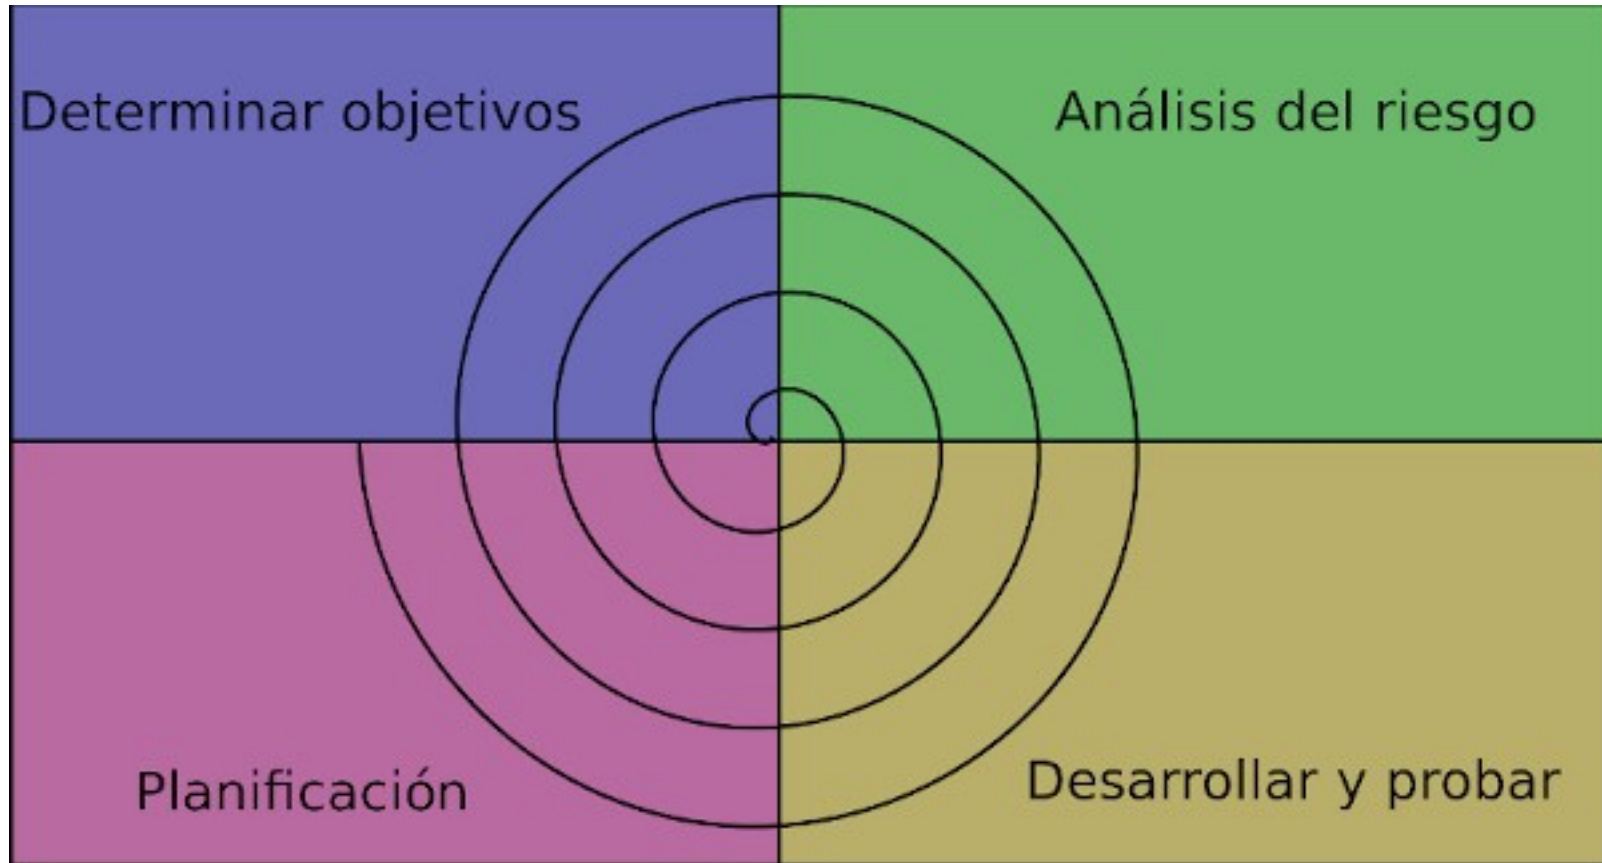 Determinar objetivos
Análisis del riesgo
Planificación
Desarrollar y probar